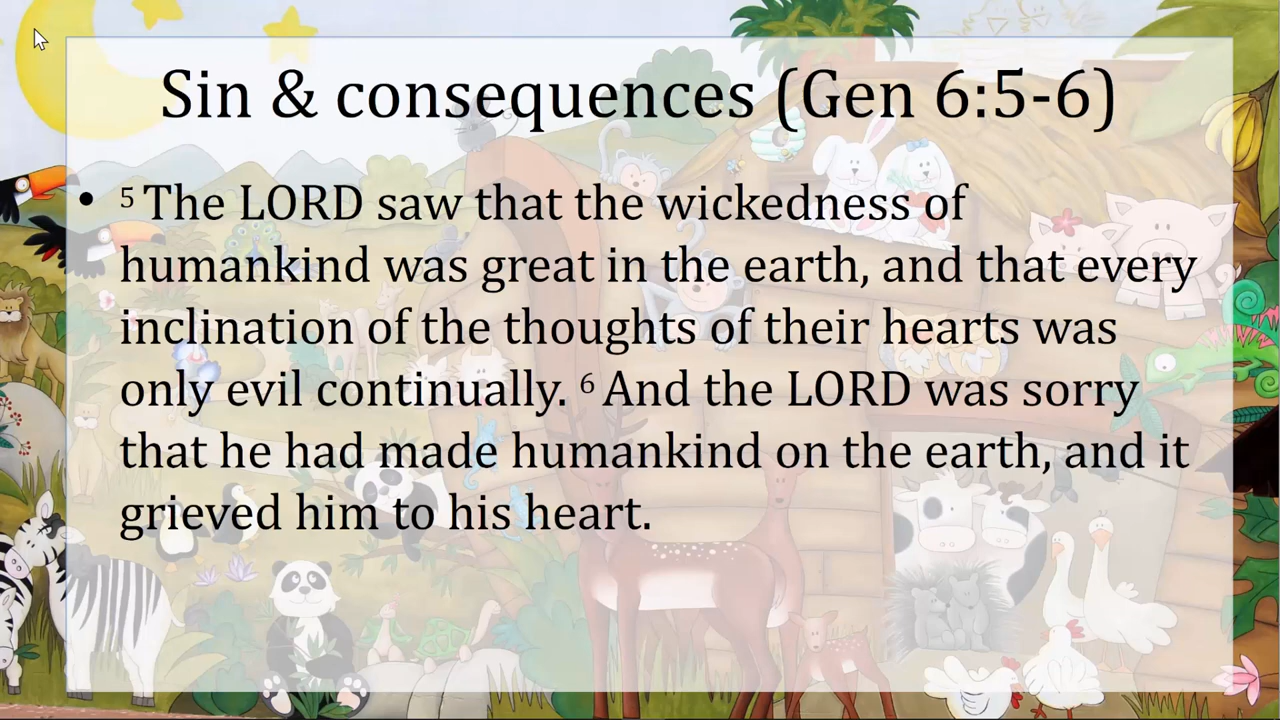 Sin & consequences (Gen 6:5-6)
• ⁵ The LORD saw that the wickedness of
humankind was great in the earth, and that every
inclination of the thoughts of their hearts was
only evil continually. ⁶ And the LORD was sorry
that he had made humankind on the earth, and it
grieved him to his heart.